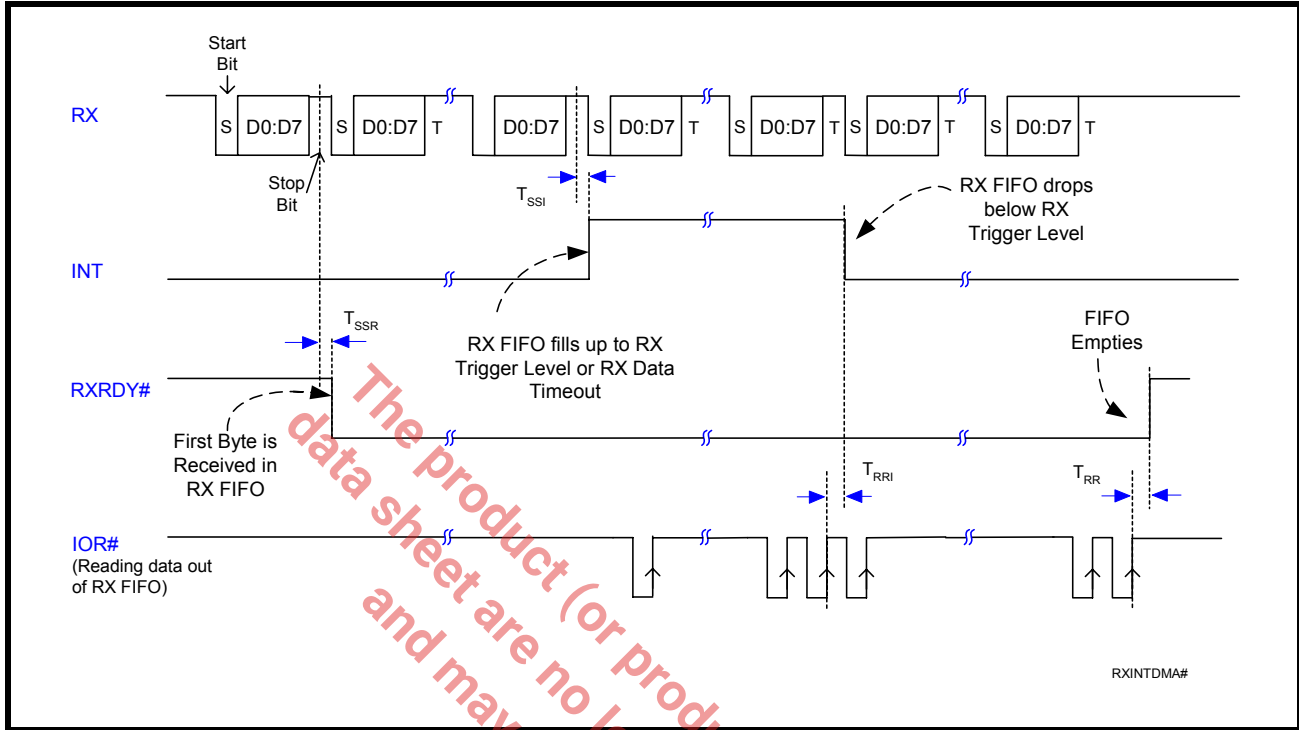 Start
Bit
RX
S D0:D7 S D0:D7 T D0:D7 S D0:D7 T S D0:D7 T S D0:D7 T S D0:D7 T
Stop
Bit
TSSI
RX FIFO drops
below RX
Trigger Level
INT
TSSR
RX FIFO fills up to RX
Trigger Level or RX Data
Timeout
FIFO
Empties
RXRDY#
First Byte is
Received in
RX FIFO
TRRI
TRR
IOR#
(Reading data out
of RX FIFO)
RXINTDMA#
The product (or produ
data sheet are no l
and may